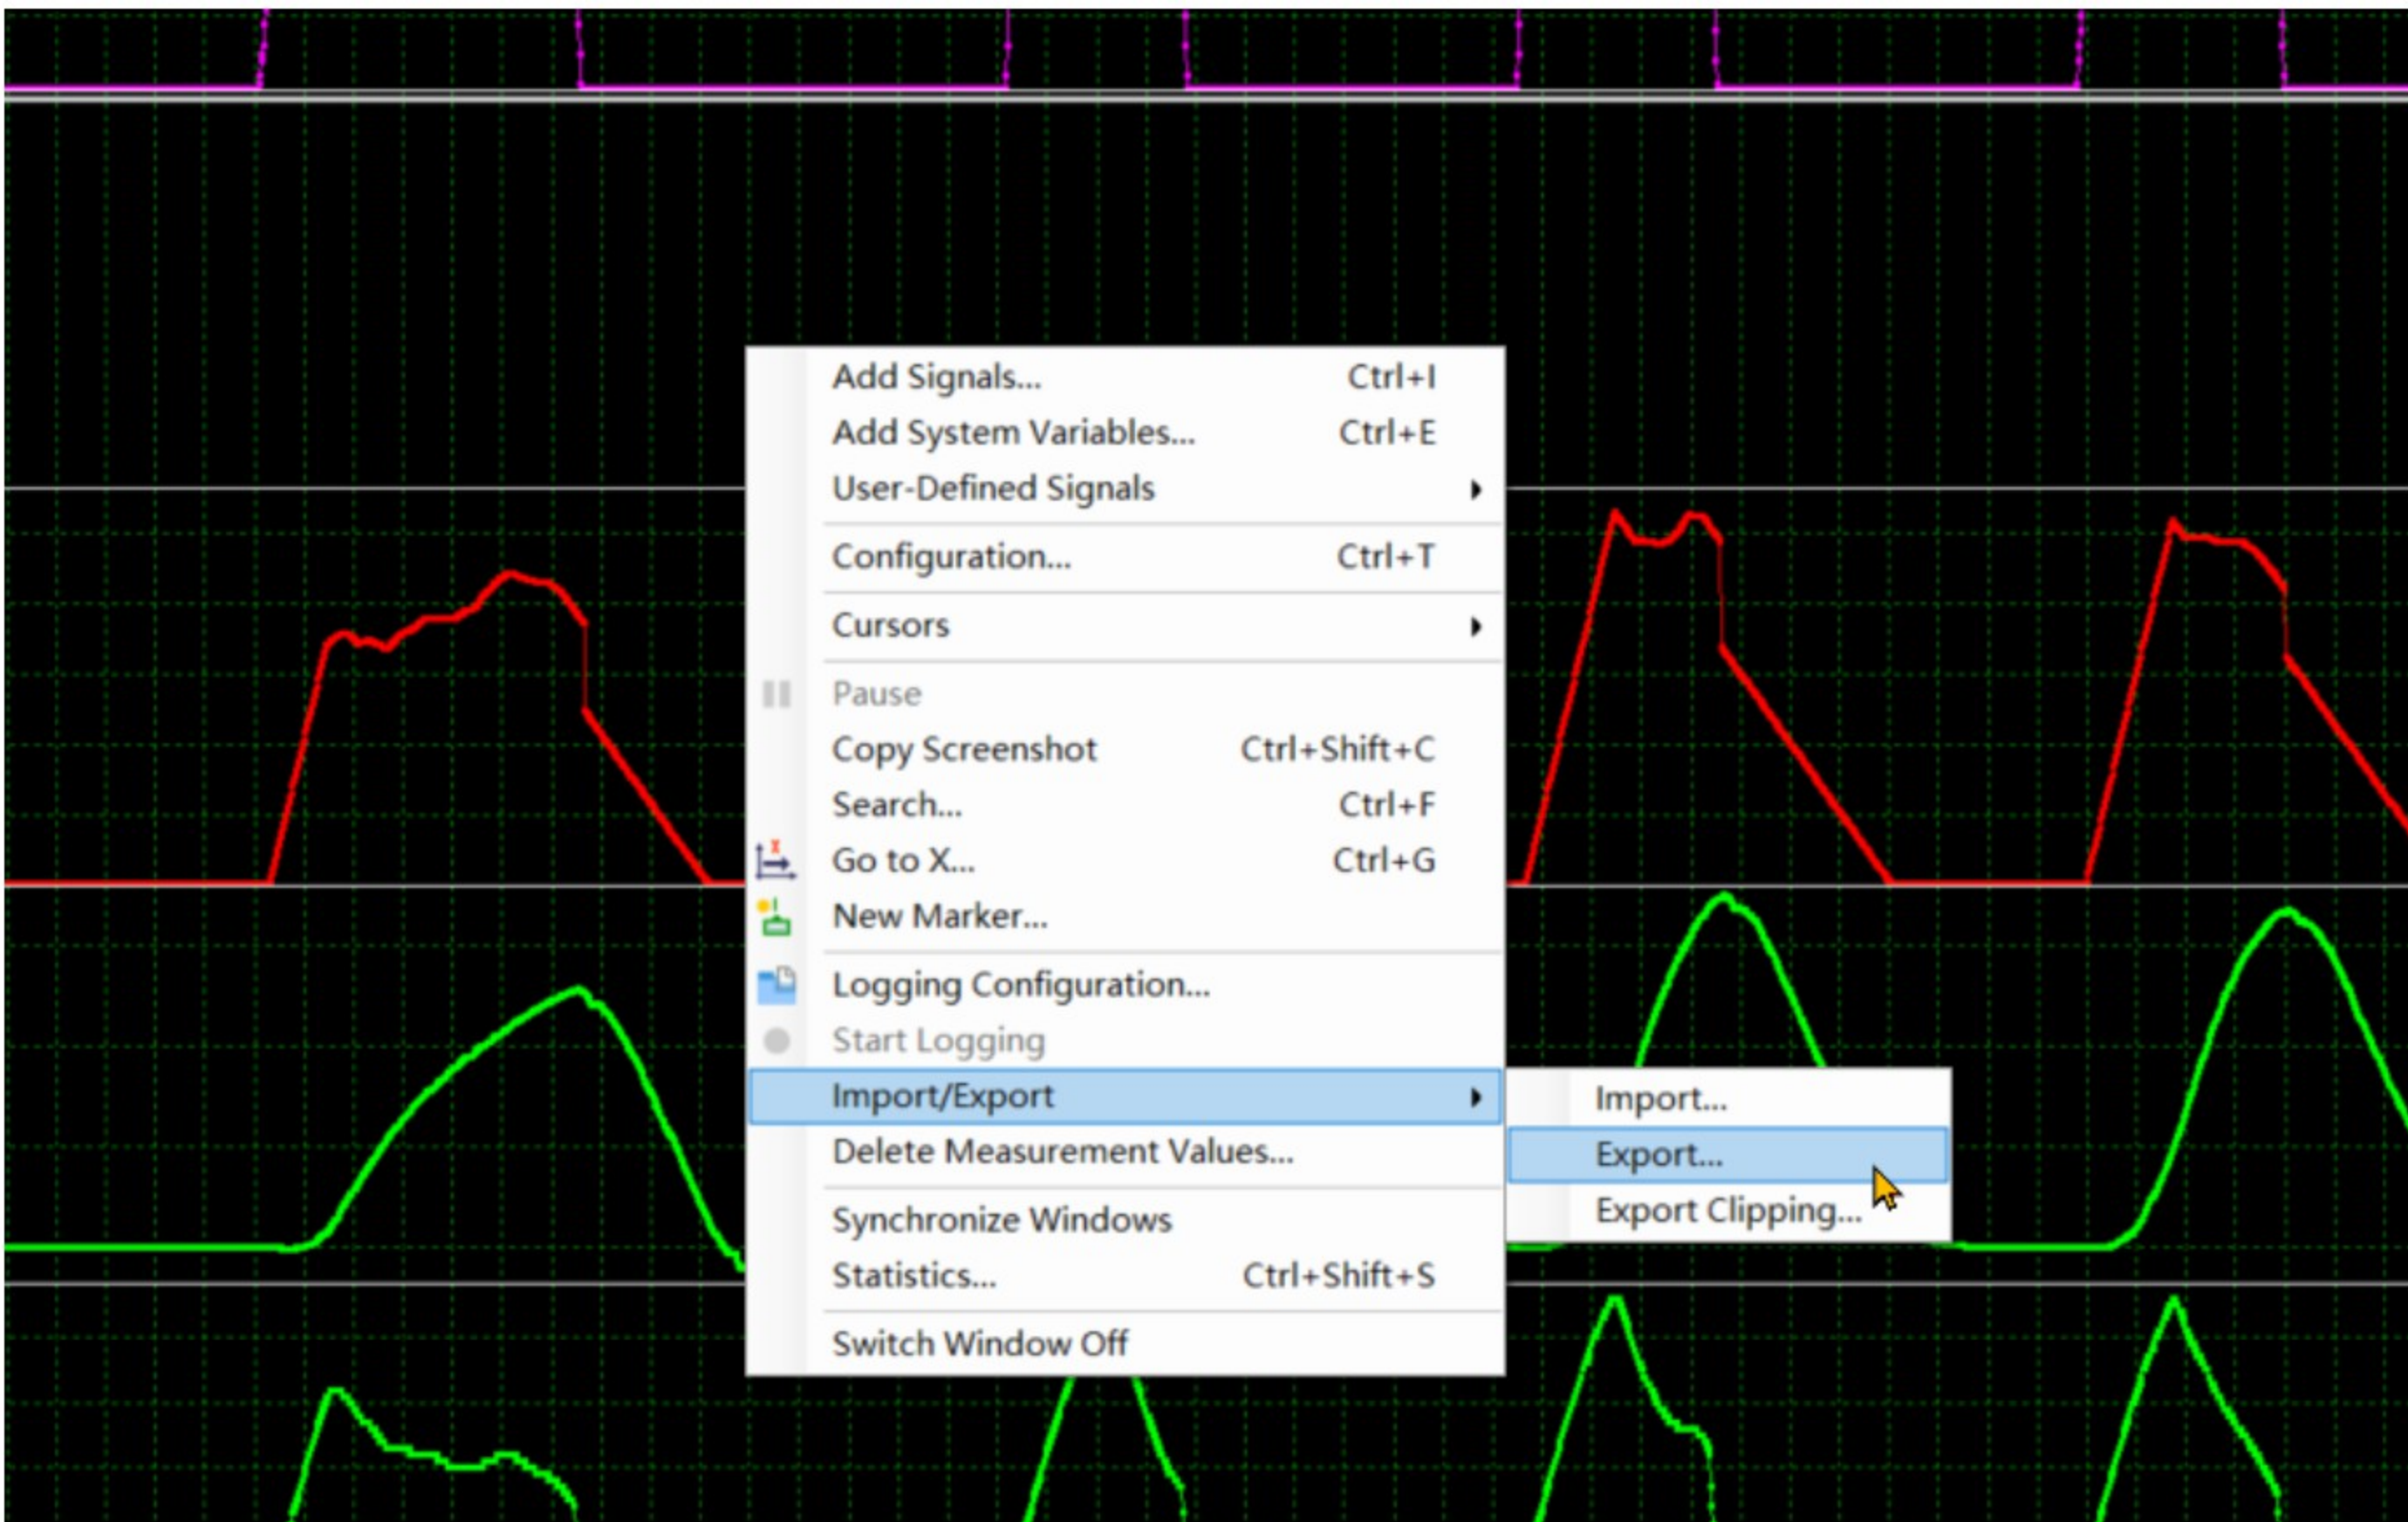 Add Signals... Ctrl+I
Add System Variables... Ctrl+E
User-Defined Signals
Configuration... Ctrl+T
Cursors
Pause
Copy Screenshot Ctrl+Shift+C
Search... Ctrl+F
Go to X... Ctrl+G
New Marker...
Logging Configuration...
Start Logging
Import/Export
Delete Measurement Values...
Synchronize Windows
Statistics... Ctrl+Shift+S
Switch Window Off
Import...
Export...
Export Clipping...